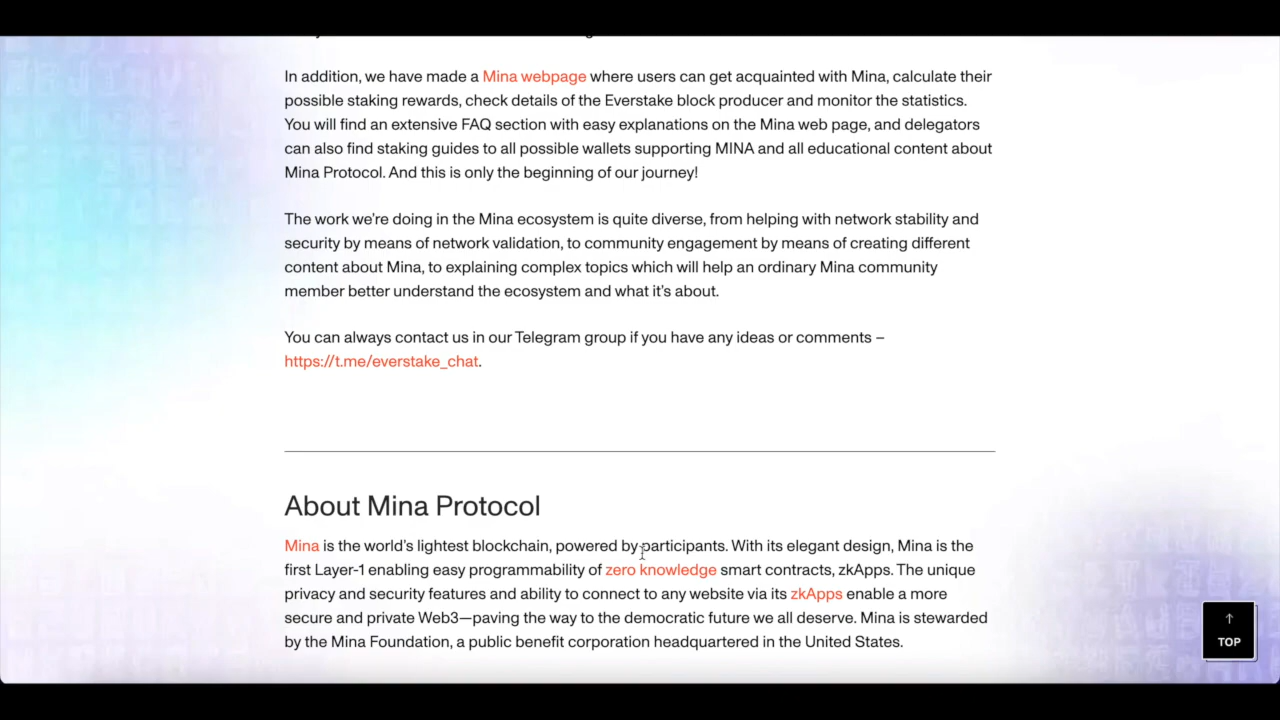 In addition, we have made a Mina webpage where users can get acquainted with Mina, calculate their
possible staking rewards, check details of the Everstake block producer and monitor the statistics.
You will find an extensive FAQ section with easy explanations on the Mina web page, and delegators
can also find staking guides to all possible wallets supporting MINA and all educational content about
Mina Protocol. And this is only the beginning of our journey!
The work we’re doing in the Mina ecosystem is quite diverse, from helping with network stability and
security by means of network validation, to community engagement by means of creating different
content about Mina, to explaining complex topics which will help an ordinary Mina community
member better understand the ecosystem and what it’s about.
You can always contact us in our Telegram group if you have any ideas or comments –
https://t.me/everstake_chat.
About Mina Protocol
Mina is the world’s lightest blockchain, powered by participants. With its elegant design, Mina is the
first Layer-1 enabling easy programmability of zero knowledge smart contracts, zkApps. The unique
privacy and security features and ability to connect to any website via its zkApps enable a more
secure and private Web3—paving the way to the democratic future we all deserve. Mina is stewarded
by the Mina Foundation, a public benefit corporation headquartered in the United States.
↑
TOP